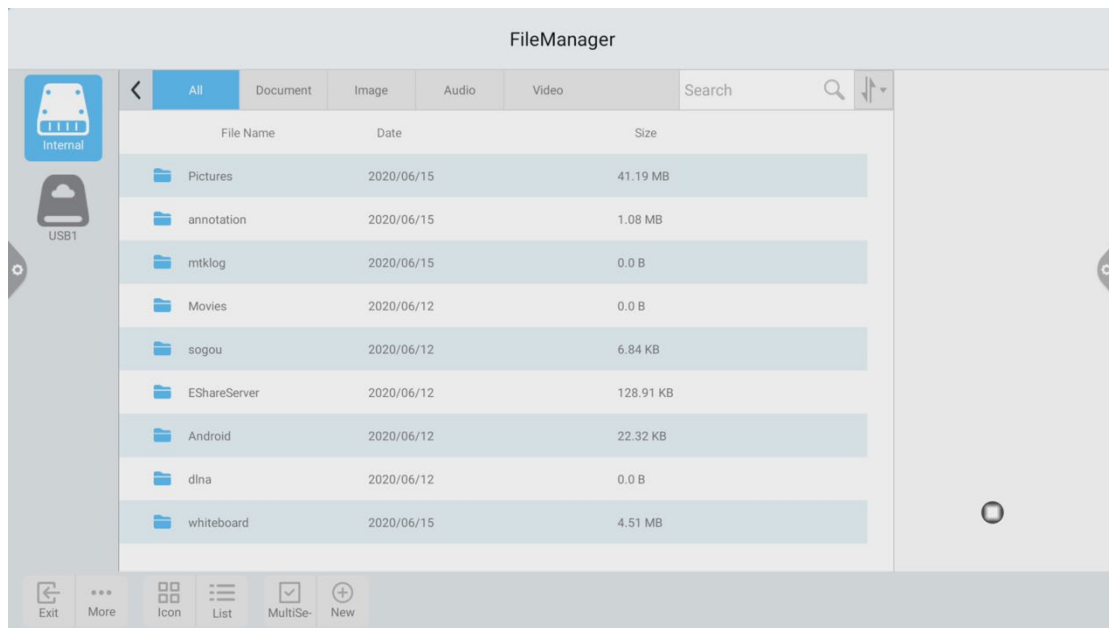 FileManager
All Document Image Audio Video Search
Internal
File Name Date Size
Pictures 2020/06/15 41.19 MB
annotation 2020/06/15 1.08 MB
USB1
mtklog 2020/06/15 0.0 B
Movies 2020/06/12 0.0 B
sogou 2020/06/12 6.84 KB
EShareServer 2020/06/12 128.91 KB
Android 2020/06/12 22.32 KB
dlna 2020/06/12 0.0 B
whiteboard 2020/06/15 4.51 MB
Exit More Icon List MultiSe- New